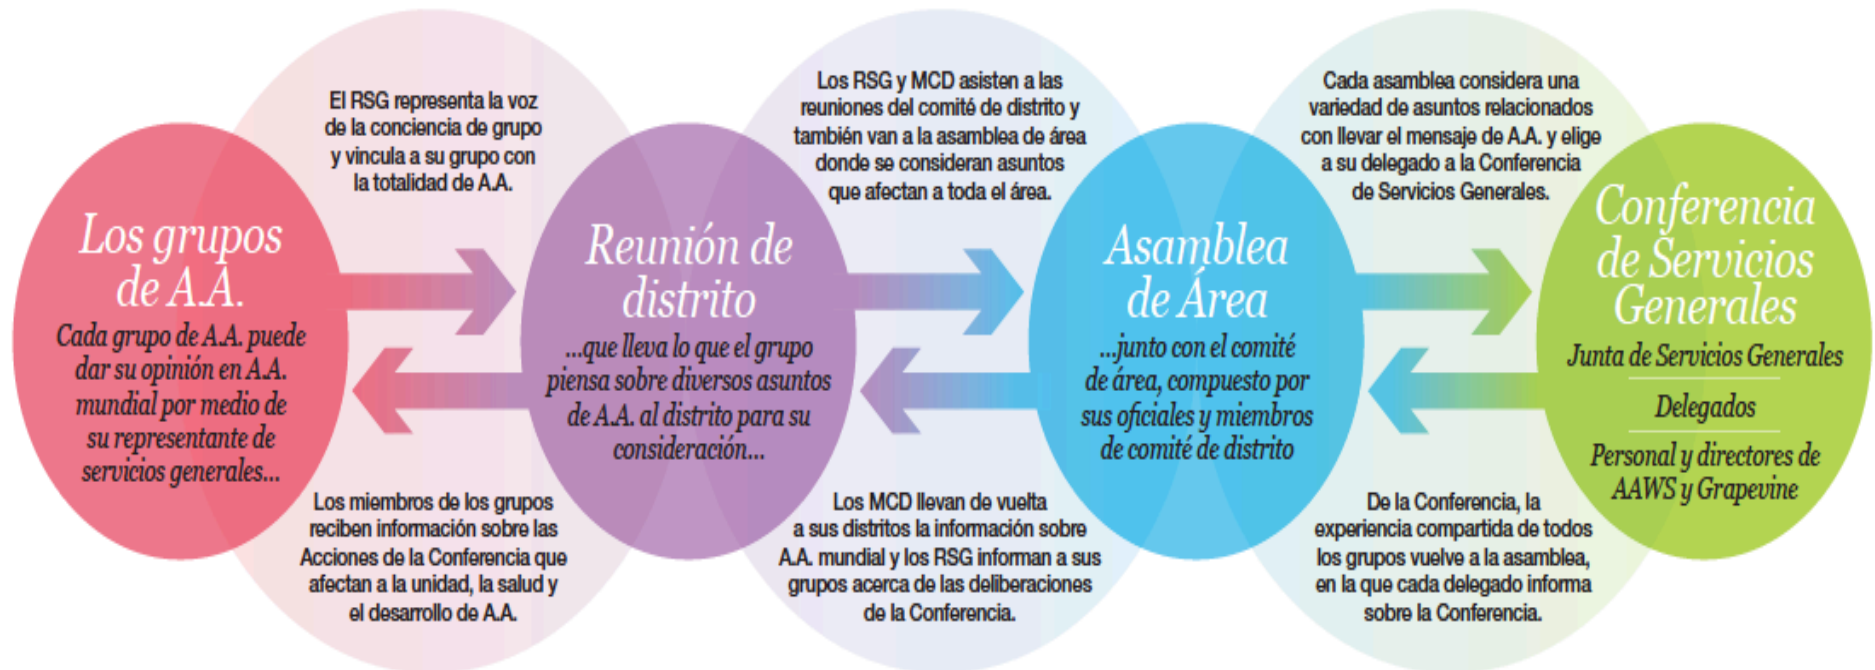 Los grupos
de A.A.
Cada grupo de A.A. puede
dar su opinión en A.A.
mundial por medio de
su representante de
servicios generales...
El RSG representa la voz
de la conciencia de grupo
y vincula a su grupo con
la totalidad de A.A.
Los miembros de los grupos
reciben información sobre las
Acciones de la Conferencia que
afectan a la unidad, la salud y
el desarrollo de A.A.
Reunión de
distrito
...que lleva lo que el grupo
piensa sobre diversos asuntos
de A.A. al distrito para su
consideración...
Los RSG y MCD asisten a las
reuniones del comité de distrito y
también van a la asamblea de área
donde se consideran asuntos
que afectan a toda el área.
Los MCD llevan de vuelta
a sus distritos la información sobre
A.A. mundial y los RSG informan a sus
grupos acerca de las deliberaciones
de la Conferencia.
Asamblea
de Área
...junto con el comité
de área, compuesto por
sus oficiales y miembros
de comité de distrito
Cada asamblea considera una
variedad de asuntos relacionados
con llevar el mensaje de A.A. y elige
a su delegado a la Conferencia
de Servicios Generales.
De la Conferencia, la
experiencia compartida de todos
los grupos vuelve a la asamblea,
en la que cada delegado informa
sobre la Conferencia.
Conferencia
de Servicios
Generales
Junta de Servicios Generales
Delegados
Personal y directores de
AAWS y Grapevine